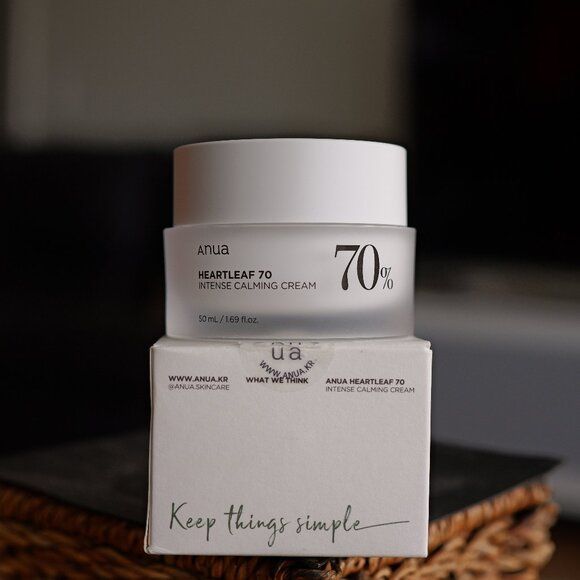 Anua
HEARTLEAF 70
INTENSE CALMING CREAM
70%
50 mL / 1.69 fl.oz.
ua
WWW.ANUA.KR
WWW.ANUA.KR
@ANUA.SKINCARE
WHAT WE THINK
ANUA HEARTLEAF 70
INTENSE CALMING CREAM
Keep things simple